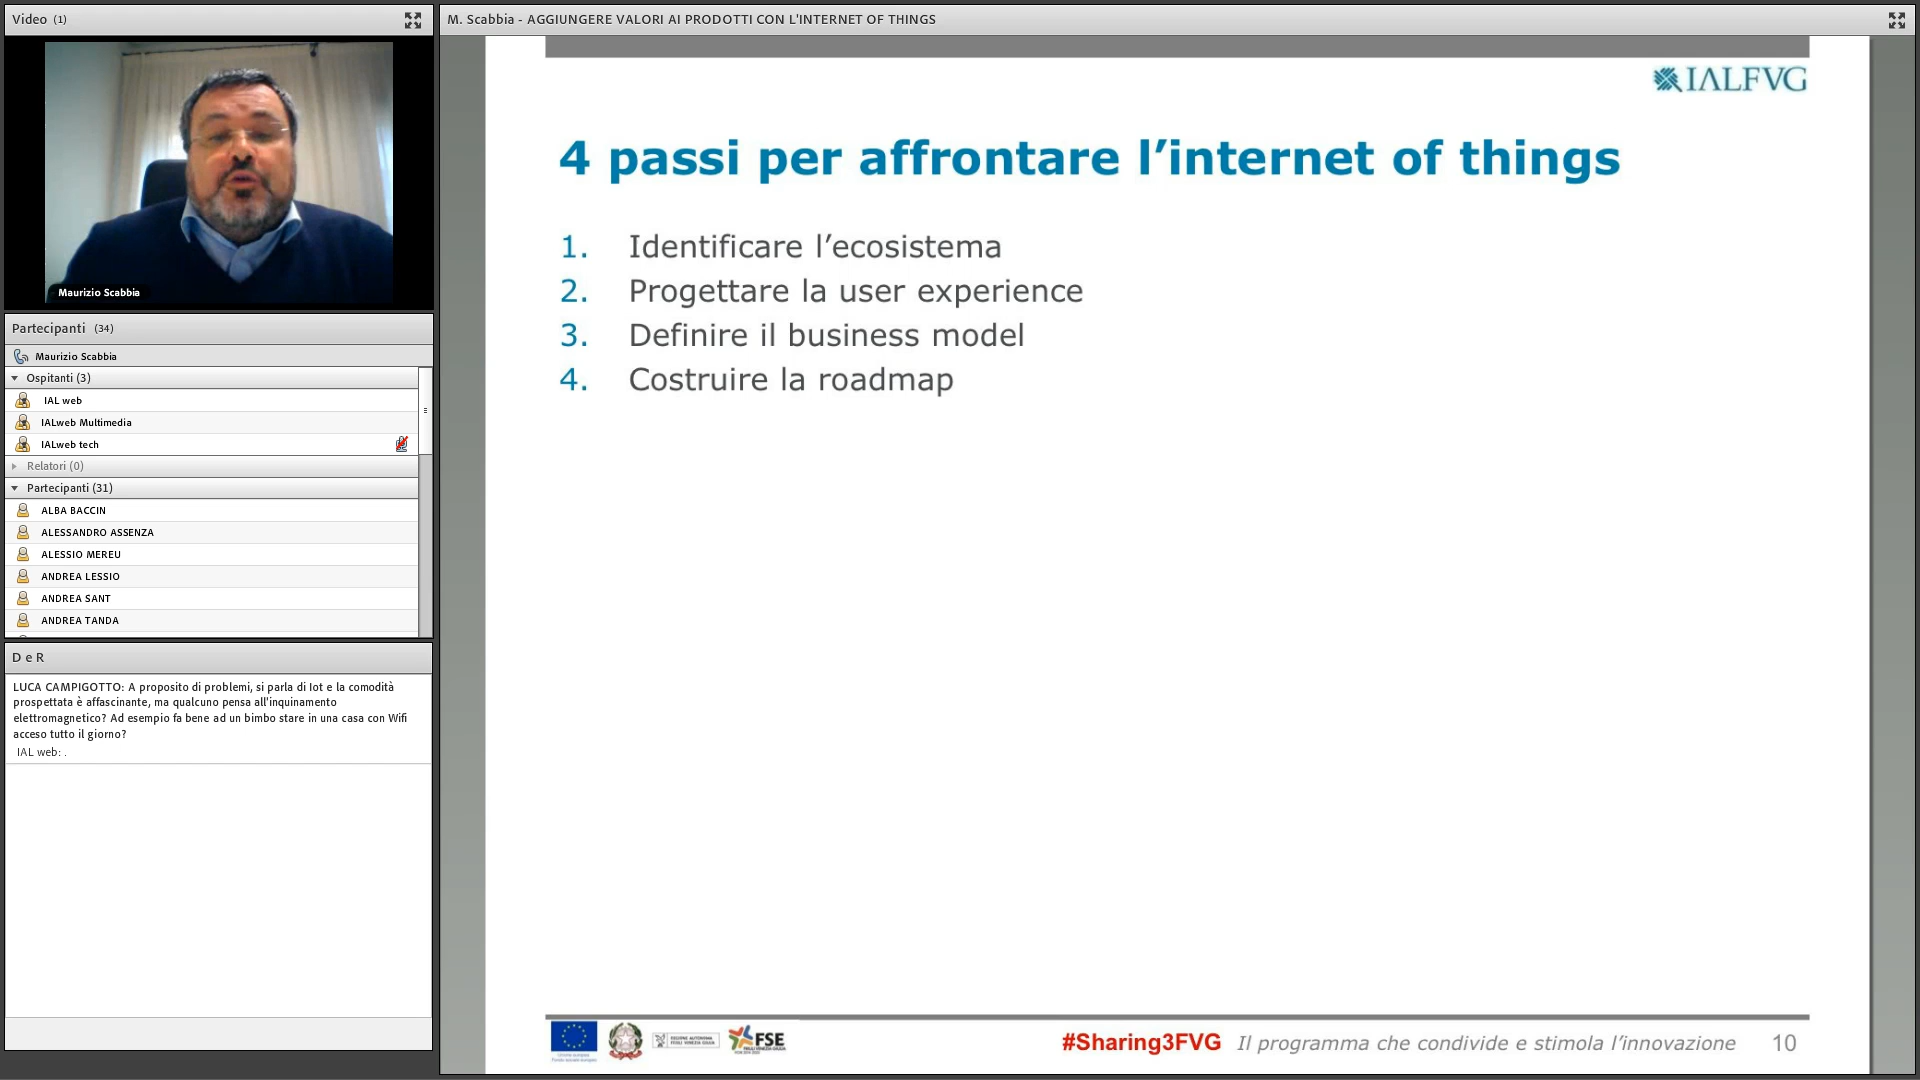 Video (1)
Maurizio Scabbia
Partecipanti (34)
Maurizio Scabbia
Ospitanti (3)
IAL web
IALweb Multimedia
IALweb tech
Relatori (0)
Partecipanti (31)
ALBA BACCIN
ALESSANDRO ASSENZA
ALESSIO MEREU
ANDREA LESSIO
ANDREA SANT
ANDREA TANDA
D e R
LUCA CAMPIGOTTO: A proposito di problemi, si parla di Iot e la comodità
prospettata è affascinante, ma qualcuno pensa all'inquinamento
elettromagnetico? Ad esempio fa bene ad un bimbo stare in una casa con Wifi
acceso tutto il giorno?
IAL web: .
M. Scabbia - AGGIUNGERE VALORI AI PRODOTTI CON L'INTERNET OF THINGS
IALFVG
4 passi per affrontare l’internet of things
1. Identificare l’ecosistema
2. Progettare la user experience
3. Definire il business model
4. Costruire la roadmap
FSE
#Sharing3FVG Il programma che condivide e stimola l’innovazione 10